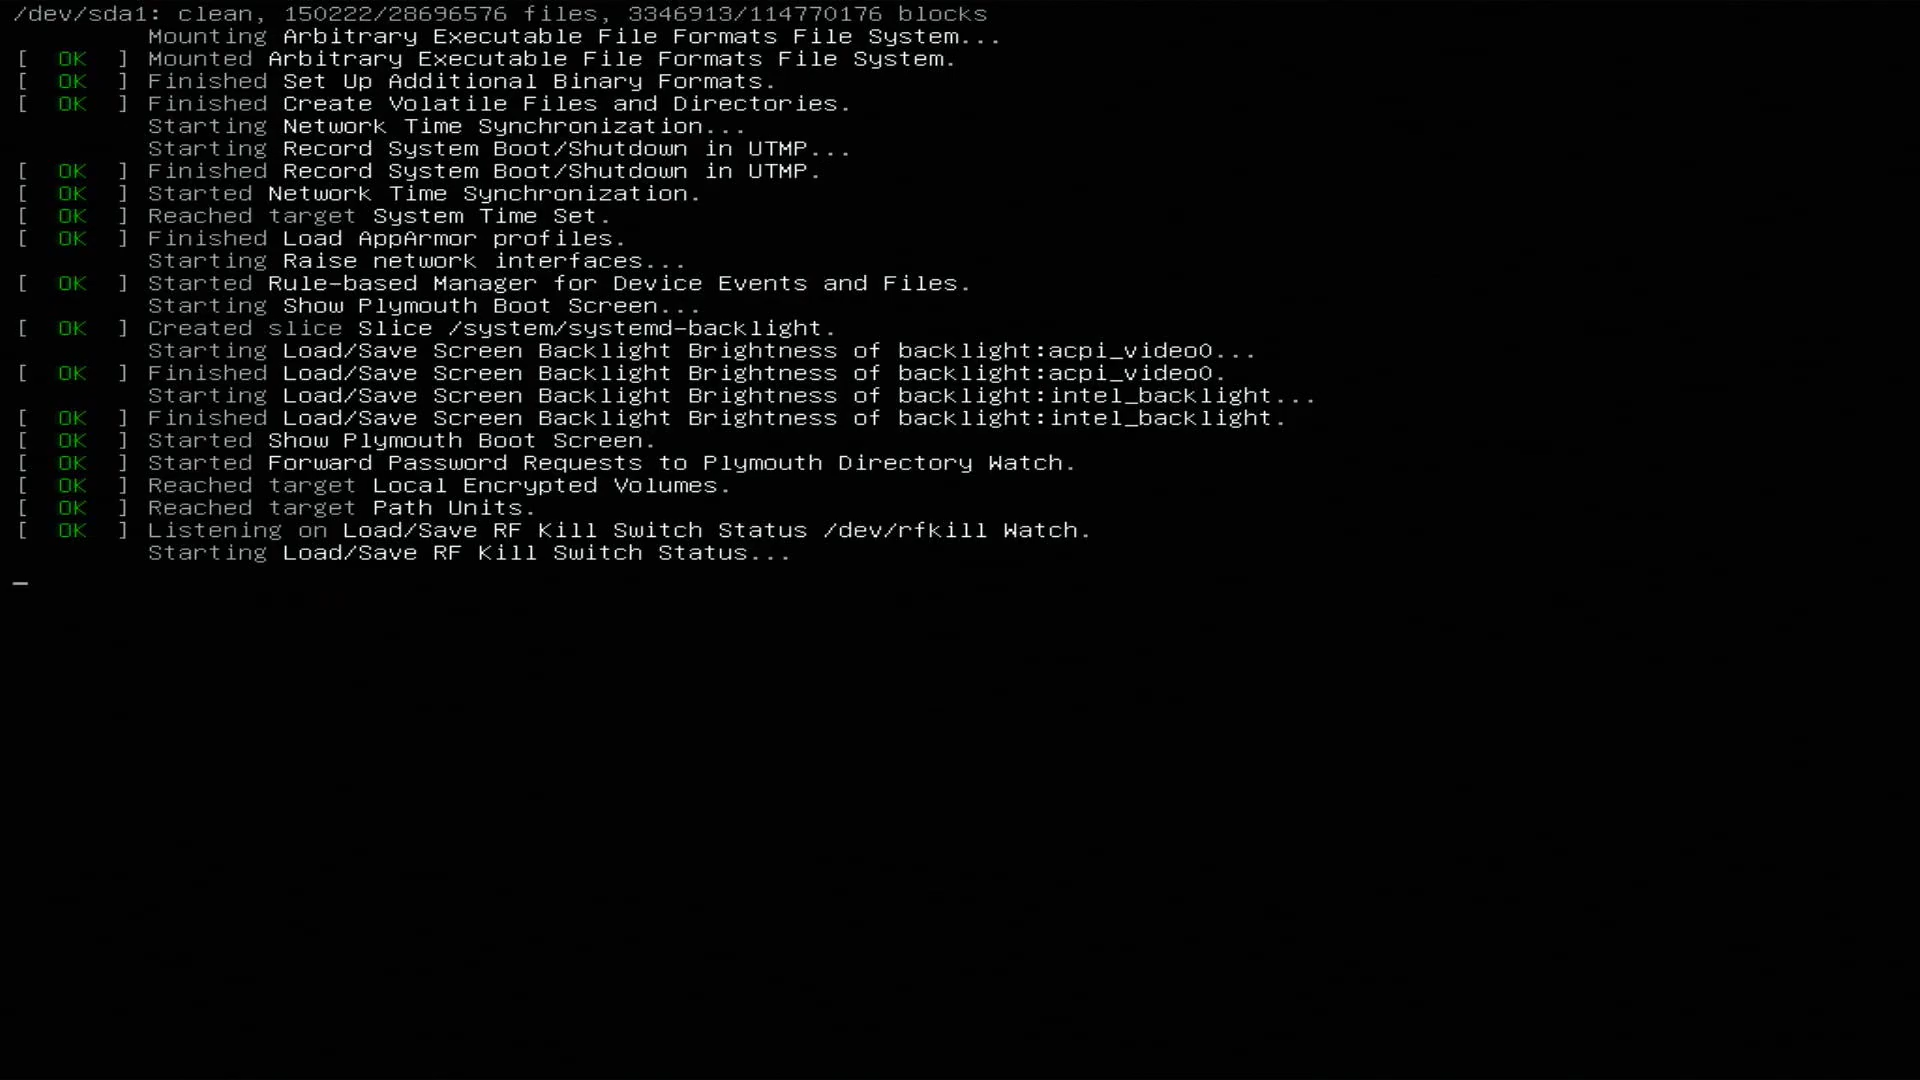 /dev/sda1: clean, 150222/28696576 files, 3346913/114770176 blocks
         Mounting Arbitrary Executable File Formats File System...
[  OK  ] Mounted Arbitrary Executable File Formats File System.
[  OK  ] Finished Set Up Additional Binary Formats.
[  OK  ] Finished Create Volatile Files and Directories.
         Starting Network Time Synchronization...
         Starting Record System Boot/Shutdown in UTMP...
[  OK  ] Finished Record System Boot/Shutdown in UTMP.
[  OK  ] Started Network Time Synchronization.
[  OK  ] Reached target System Time Set.
[  OK  ] Finished Load AppArmor profiles.
         Starting Raise network interfaces...
[  OK  ] Started Rule-based Manager for Device Events and Files.
         Starting Show Plymouth Boot Screen...
[  OK  ] Created slice Slice /system/systemd-backlight.
         Starting Load/Save Screen Backlight Brightness of backlight:acpi_video0...
[  OK  ] Finished Load/Save Screen Backlight Brightness of backlight:acpi_video0.
         Starting Load/Save Screen Backlight Brightness of backlight:intel_backlight...
[  OK  ] Finished Load/Save Screen Backlight Brightness of backlight:intel_backlight.
[  OK  ] Started Show Plymouth Boot Screen.
[  OK  ] Started Forward Password Requests to Plymouth Directory Watch.
[  OK  ] Reached target Local Encrypted Volumes.
[  OK  ] Reached target Path Units.
[  OK  ] Listening on Load/Save RF Kill Switch Status /dev/rfkill Watch.
         Starting Load/Save RF Kill Switch Status...
_